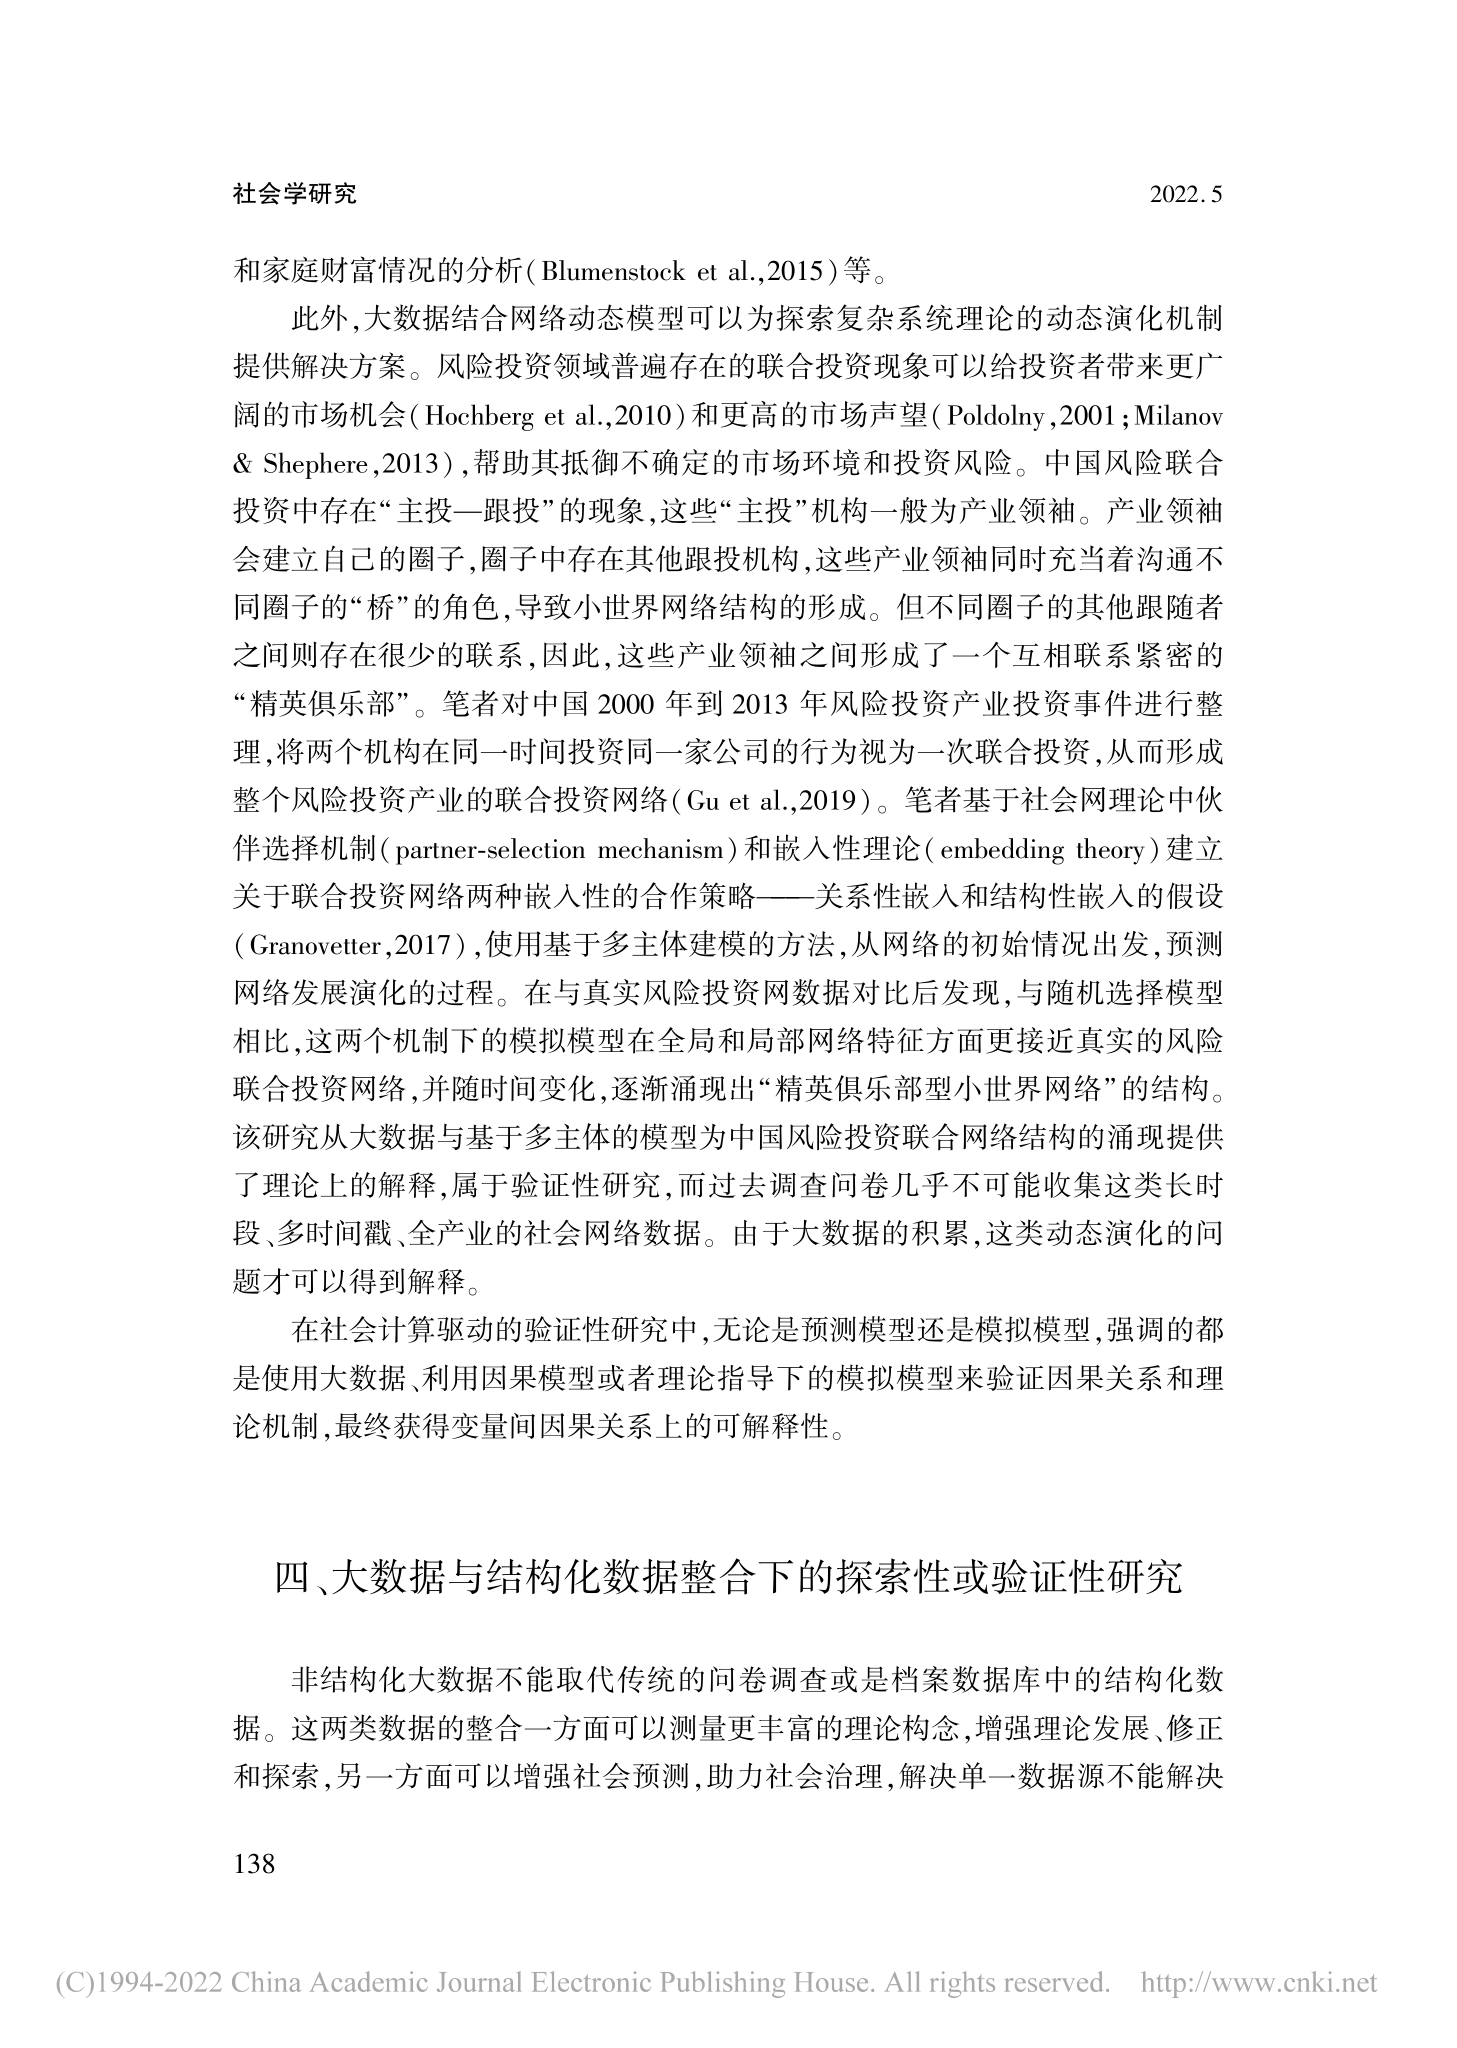 社会学研究 2022.5
和家庭财富情况的分析(Blumenstock et al.,2015)等。
此外,大数据结合网络动态模型可以为探索复杂系统理论的动态演化机制
提供解决方案。风险投资领域普遍存在的联合投资现象可以给投资者带来更广
阔的市场机会(Hochberg et al.,2010)和更高的市场声望(Poldolny,2001;Milanov
& Shephere,2013),帮助其抵御不确定的市场环境和投资风险。中国风险联合
投资中存在“主投—跟投”的现象,这些“主投”机构一般为产业领袖。产业领袖
会建立自己的圈子,圈子中存在其他跟投机构,这些产业领袖同时充当着沟通不
同圈子的“桥”的角色,导致小世界网络结构的形成。但不同圈子的其他跟随者
之间则存在很少的联系,因此,这些产业领袖之间形成了一个互相联系紧密的
“精英俱乐部”。笔者对中国 2000 年到 2013 年风险投资产业投资事件进行整
理,将两个机构在同一时间投资同一家公司的行为视为一次联合投资,从而形成
整个风险投资产业的联合投资网络(Gu et al.,2019)。笔者基于社会网理论中伙
伴选择机制(partner-selection mechanism)和嵌入性理论(embedding theory)建立
关于联合投资网络两种嵌入性的合作策略——关系性嵌入和结构性嵌入的假设
(Granovetter,2017),使用基于多主体建模的方法,从网络的初始情况出发,预测
网络发展演化的过程。在与真实风险投资网数据对比后发现,与随机选择模型
相比,这两个机制下的模拟模型在全局和局部网络特征方面更接近真实的风险
联合投资网络,并随时间变化,逐渐涌现出“精英俱乐部型小世界网络”的结构。
该研究从大数据与基于多主体的模型为中国风险投资联合网络结构的涌现提供
了理论上的解释,属于验证性研究,而过去调查问卷几乎不可能收集这类长时
段、多时间戳、全产业的社会网络数据。由于大数据的积累,这类动态演化的问
题才可以得到解释。
在社会计算驱动的验证性研究中,无论是预测模型还是模拟模型,强调的都
是使用大数据、利用因果模型或者理论指导下的模拟模型来验证因果关系和理
论机制,最终获得变量间因果关系上的可解释性。
四、大数据与结构化数据整合下的探索性或验证性研究
非结构化大数据不能取代传统的问卷调查或是档案数据库中的结构化数
据。这两类数据的整合一方面可以测量更丰富的理论构念,增强理论发展、修正
和探索,另一方面可以增强社会预测,助力社会治理,解决单一数据源不能解决
138
(C)1994-2022 China Academic Journal Electronic Publishing House. All rights reserved. http://www.cnki.net